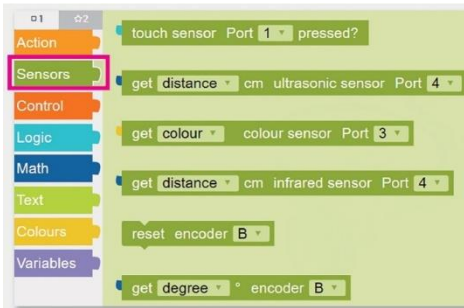 1 2
Action
Sensors
Control
Logic
Math
Text
Colours
Variables
touch sensor Port 1 pressed?
get distance cm ultrasonic sensor Port 4
get colour colour sensor Port 3
get distance cm infrared sensor Port 4
reset encoder B
get degree ° encoder B